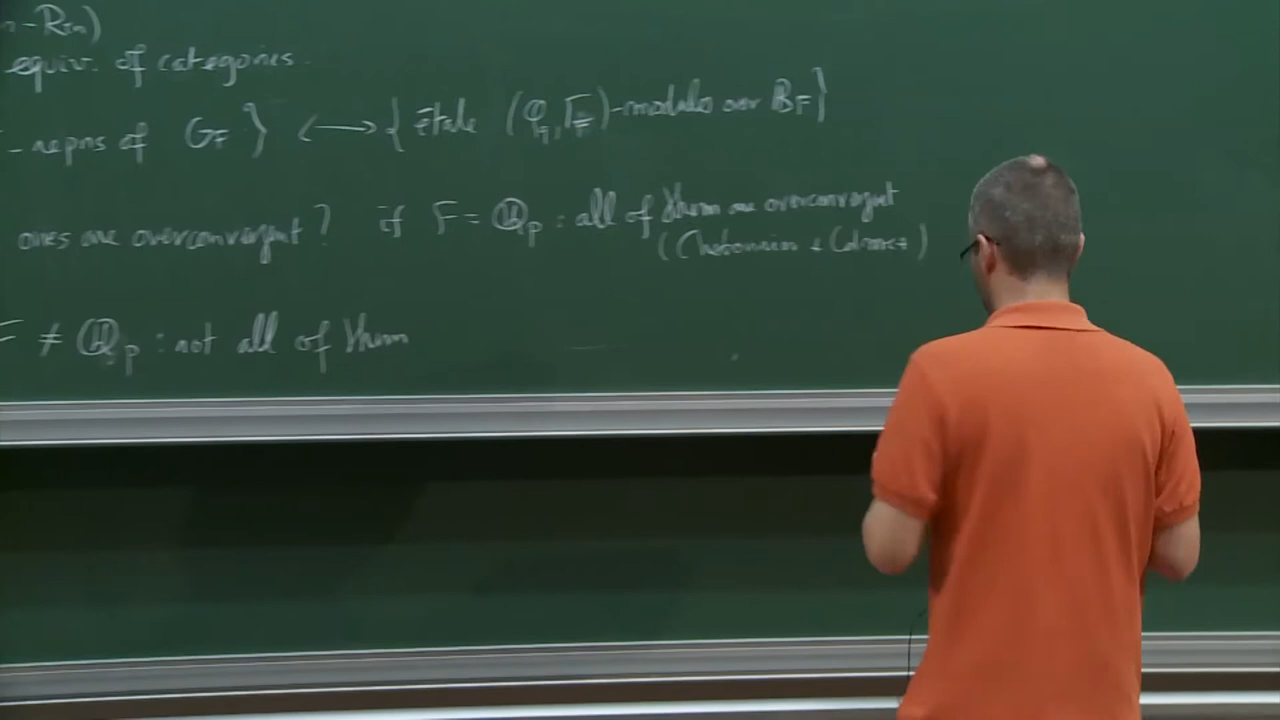 n-Ren)
equiv. of categories.
- repns of G_F } ⟷ { étale (φ_q, Γ_F)-modules over B_F }
ones are overconvergent? if F = ℚ_p : all of them are overconvergent
(Cherbonnier + Colmez)
F ≠ ℚ_p : not all of them